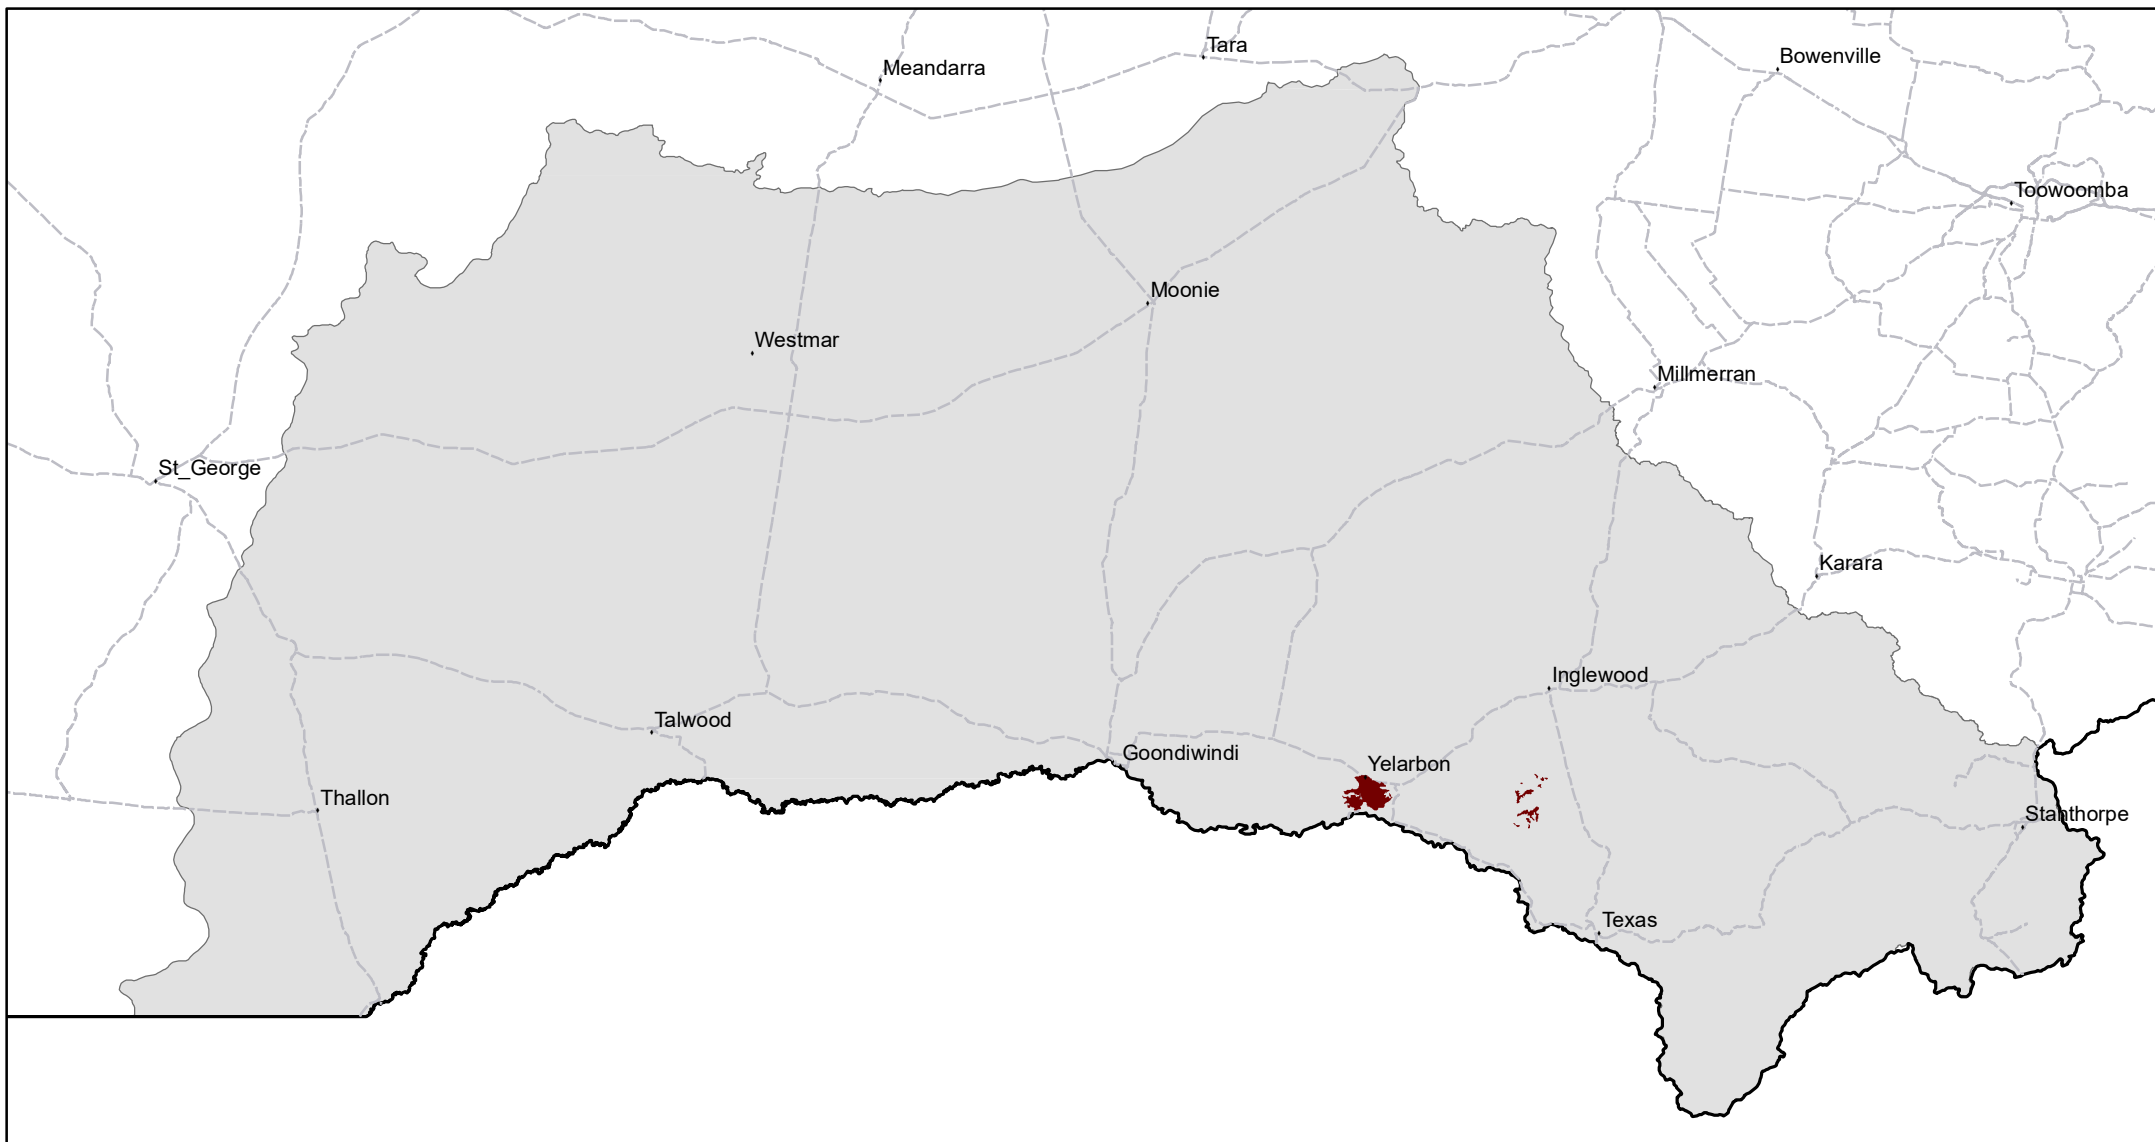 Tara
Meandarra
Bowenville
Toowoomba
Moonie
Westmar
Millmerran
St_George
Karara
Inglewood
Talwood
Goondiwindi
Yelarbon
Thallon
Stanthorpe
Texas